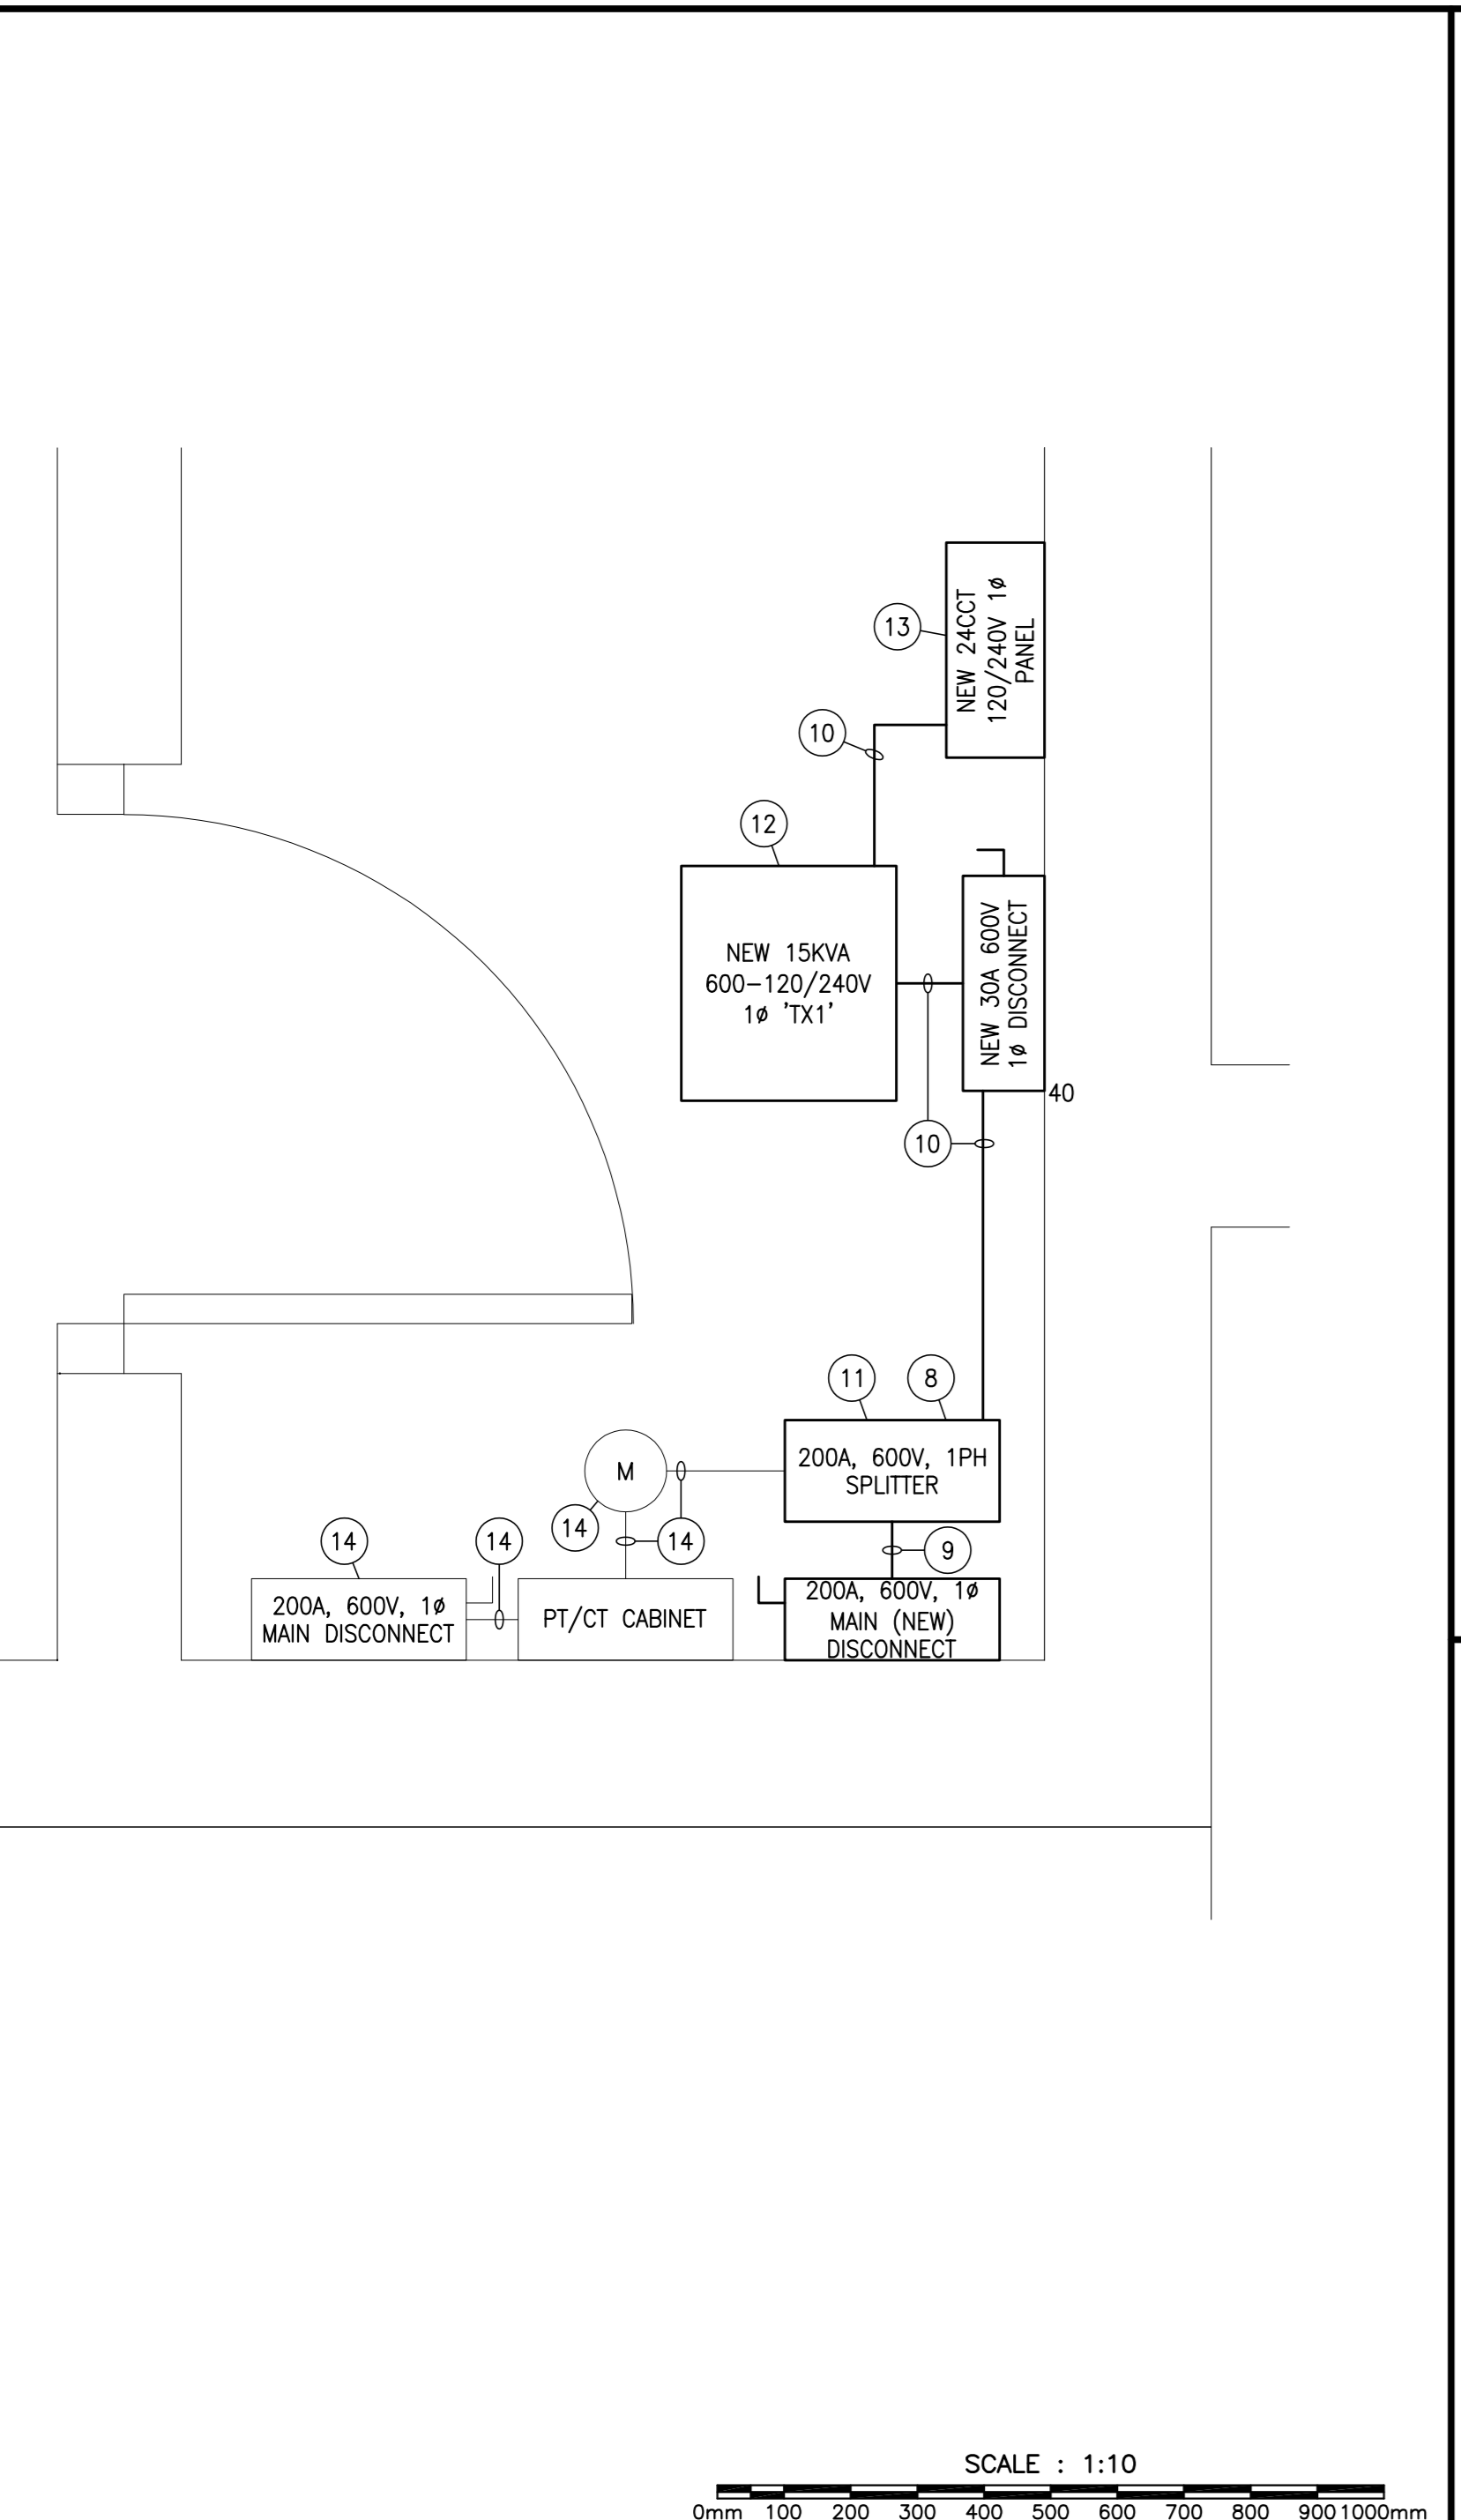 13
NEW 24CCT
120/240V 1ø
PANEL
10
12
NEW 15KVA
600-120/240V
1ø 'TX1'
NEW 30A 600V
1ø DISCONNECT
40
10
11
8
200A, 600V, 1PH
SPLITTER
M
14
14
14
14
9
200A, 600V, 1ø
MAIN DISCONNECT
PT/CT CABINET
200A, 600V, 1ø
MAIN (NEW)
DISCONNECT
SCALE : 1:10
0mm 100 200 300 400 500 600 700 800 900 1000mm